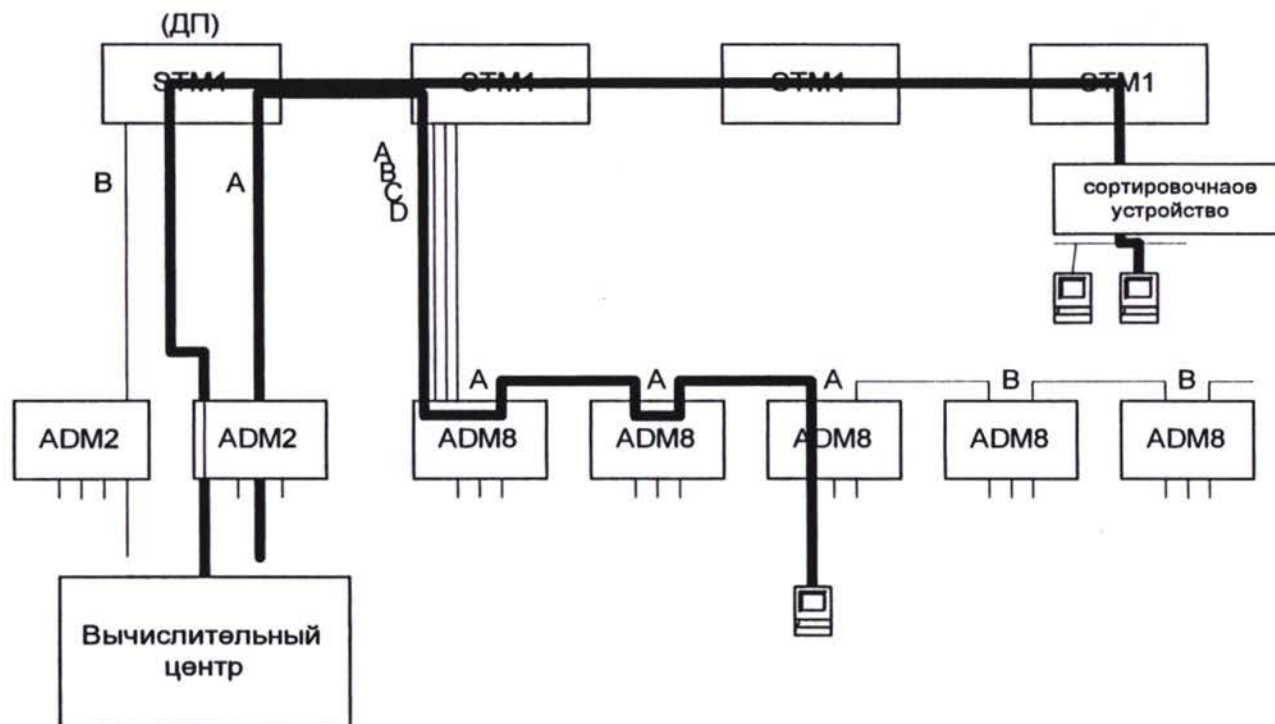 (ДП)
STM1 STM1 STM1 STM1
B A A
B
C
D
сортировочнаое
устройство
A A A B B
ADM2 ADM2 ADM8 ADM8 ADM8 ADM8 ADM8
Вычислительный
центр